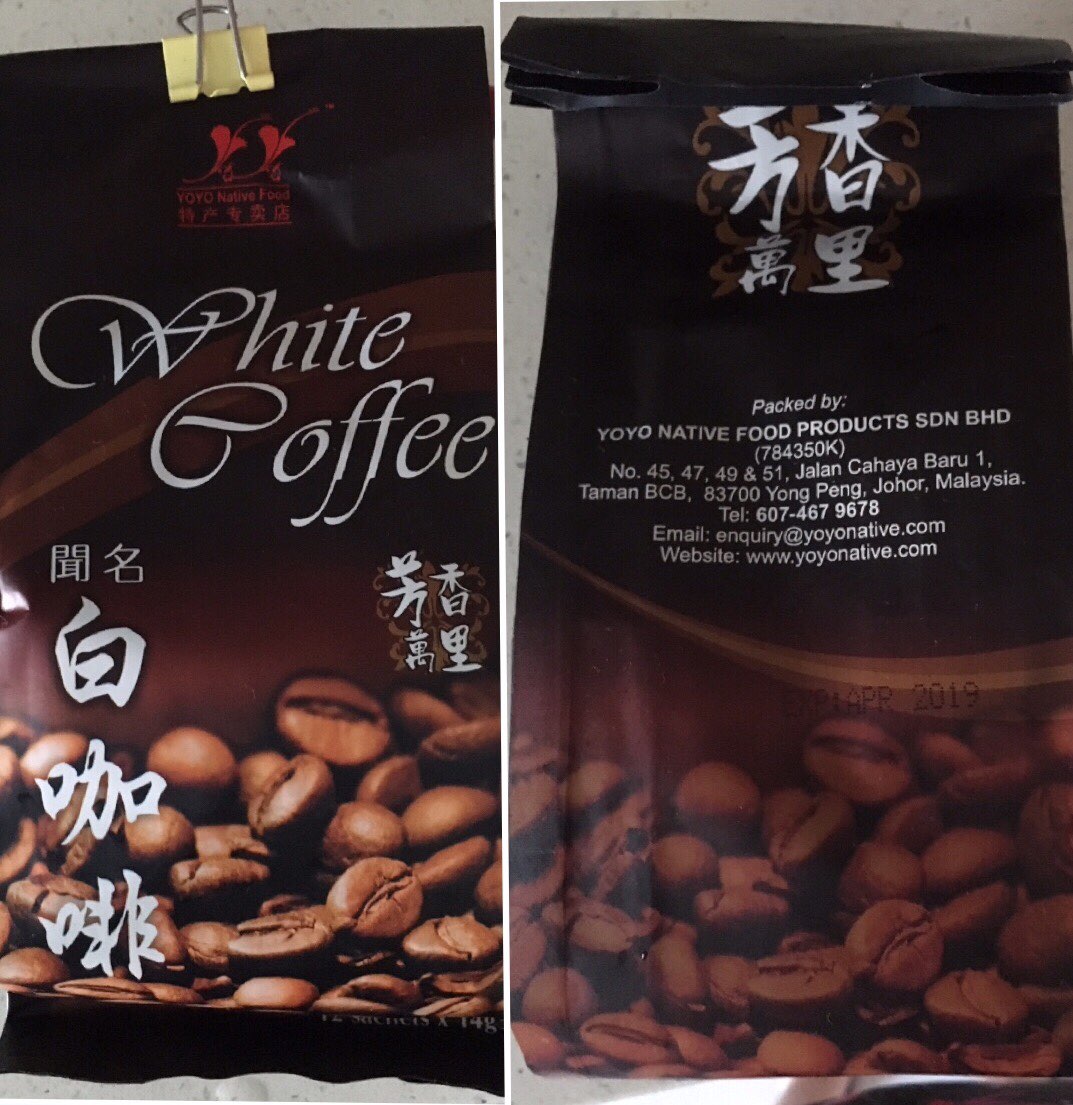 YOYO Native Food
特产专卖店
White
Coffee
聞名
白咖啡
芳香
萬里
12 sachets x 14g
芳香
萬里
Packed by:
YOYO NATIVE FOOD PRODUCTS SDN BHD
(784350K)
No. 45, 47, 49 & 51, Jalan Cahaya Baru 1,
Taman BCB, 83700 Yong Peng, Johor, Malaysia.
Tel: 607-467 9678
Email: enquiry@yoyonative.com
Website: www.yoyonative.com
EXP:APR 2019